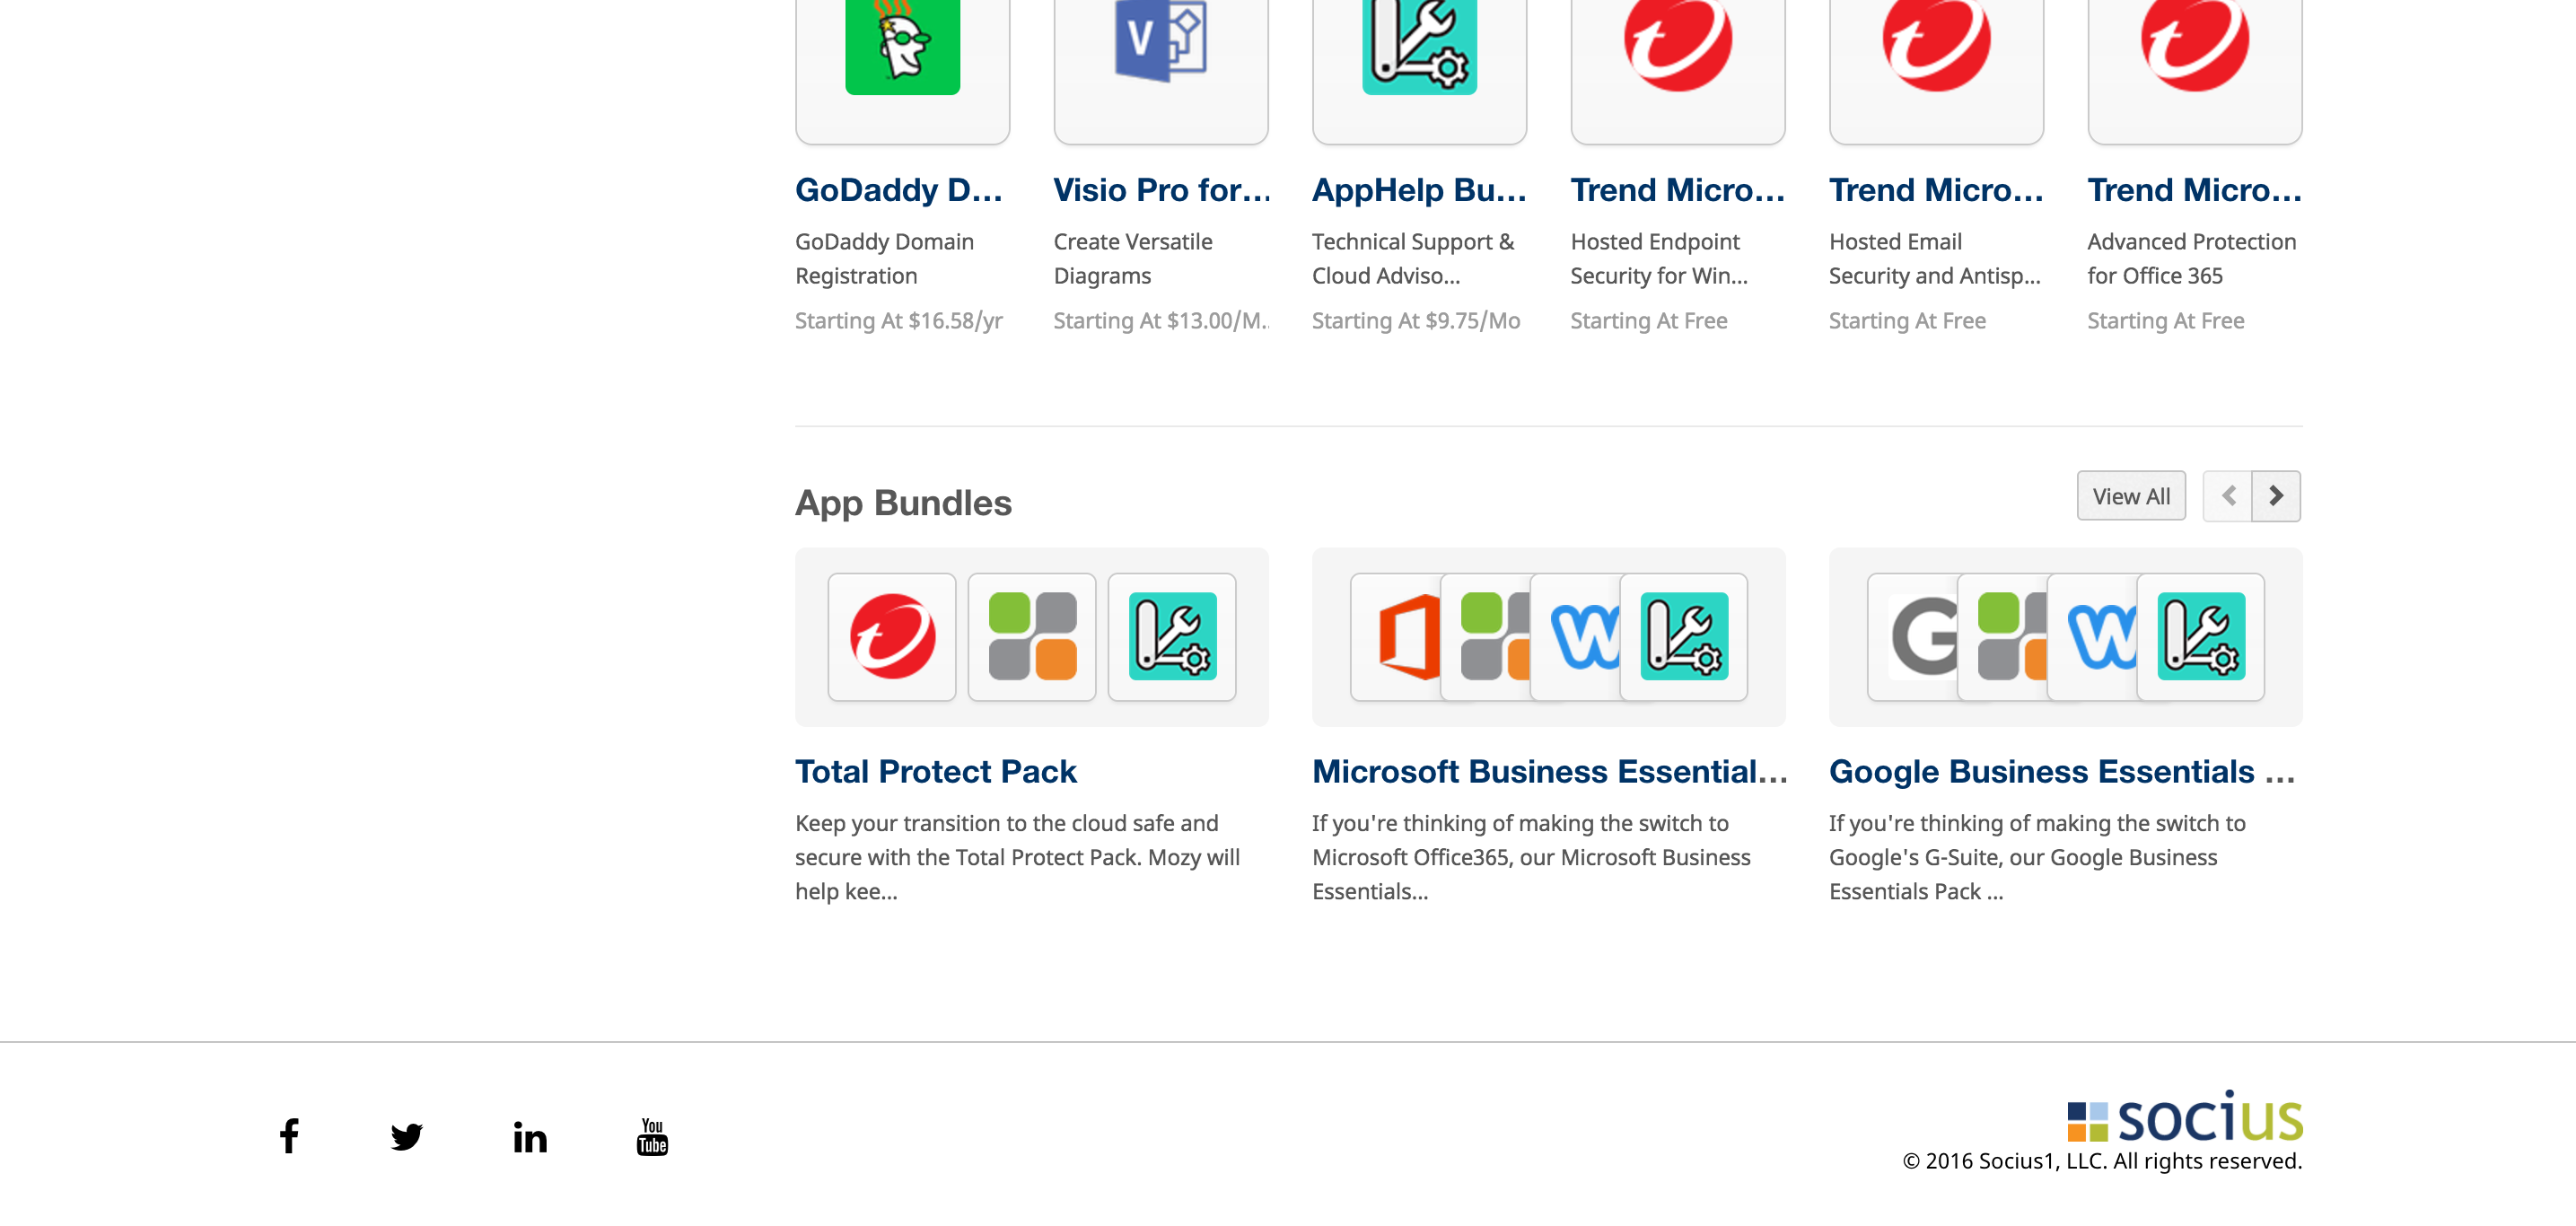 GoDaddy D...
Visio Pro for...
AppHelp Bu...
Trend Micro...
Trend Micro...
Trend Micro...
GoDaddy Domain
Registration
Create Versatile
Diagrams
Technical Support &
Cloud Adviso...
Hosted Endpoint
Security for Win...
Hosted Email
Security and Antisp...
Advanced Protection
for Office 365
Starting At $16.58/yr
Starting At $13.00/M..
Starting At $9.75/Mo
Starting At Free
Starting At Free
Starting At Free
App Bundles
View All
Total Protect Pack
Keep your transition to the cloud safe and
secure with the Total Protect Pack. Mozy will
help kee...
Microsoft Business Essential...
If you're thinking of making the switch to
Microsoft Office365, our Microsoft Business
Essentials...
Google Business Essentials ...
If you're thinking of making the switch to
Google's G-Suite, our Google Business
Essentials Pack ...
You
Tube
socius
© 2016 Socius1, LLC. All rights reserved.